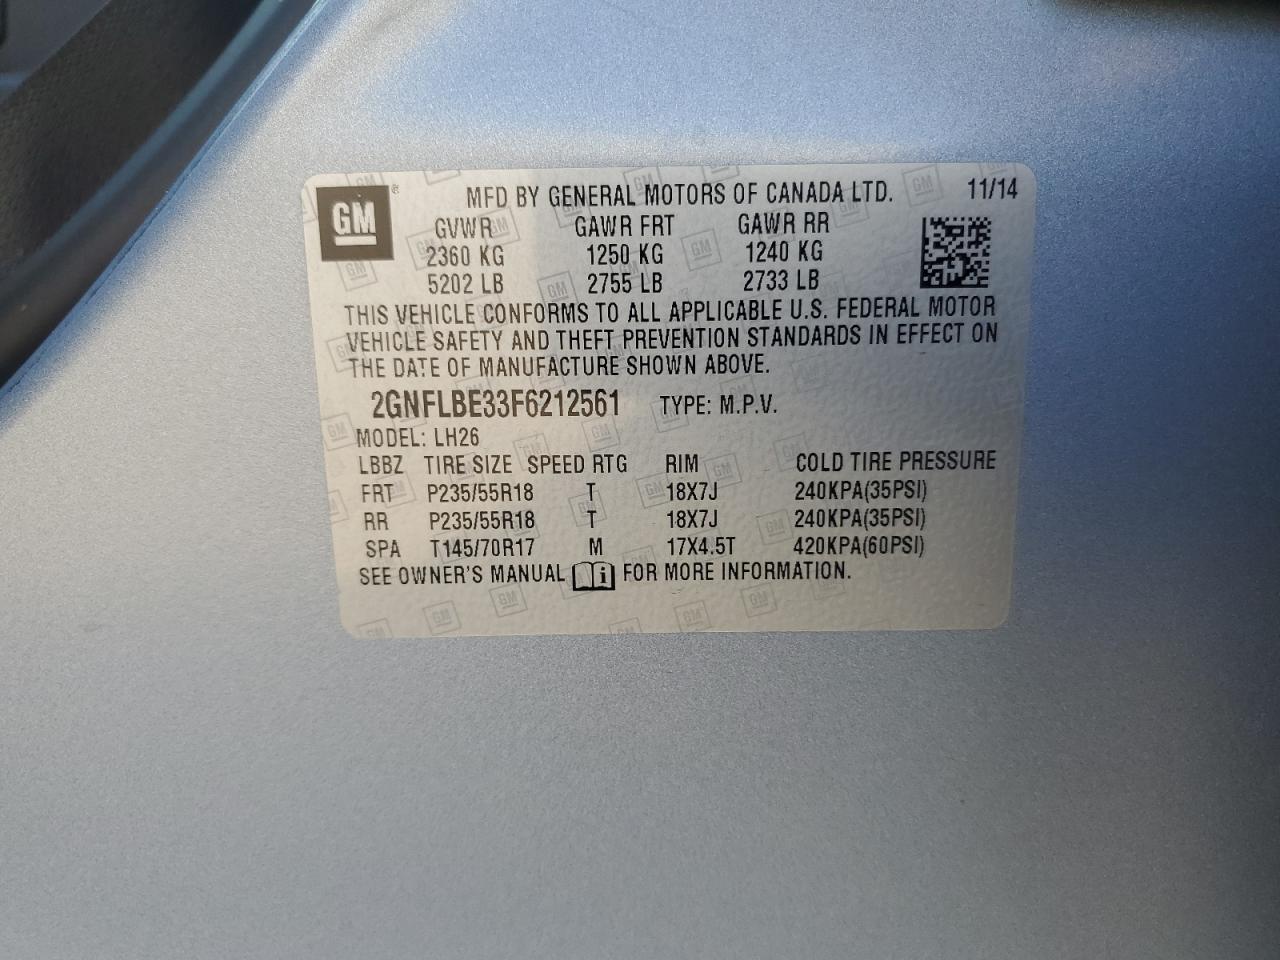 GM® MFD BY GENERAL MOTORS OF CANADA LTD. 11/14
GVWR GAWR FRT GAWR RR
2360 KG 1250 KG 1240 KG
5202 LB 2755 LB 2733 LB
THIS VEHICLE CONFORMS TO ALL APPLICABLE U.S. FEDERAL MOTOR
VEHICLE SAFETY AND THEFT PREVENTION STANDARDS IN EFFECT ON
THE DATE OF MANUFACTURE SHOWN ABOVE.
2GNFLBE33F6212561 TYPE: M.P.V.
MODEL: LH26
LBBZ TIRE SIZE SPEED RTG RIM COLD TIRE PRESSURE
FRT P235/55R18 T 18X7J 240KPA(35PSI)
RR P235/55R18 T 18X7J 240KPA(35PSI)
SPA T145/70R17 M 17X4.5T 420KPA(60PSI)
SEE OWNER'S MANUAL i FOR MORE INFORMATION.